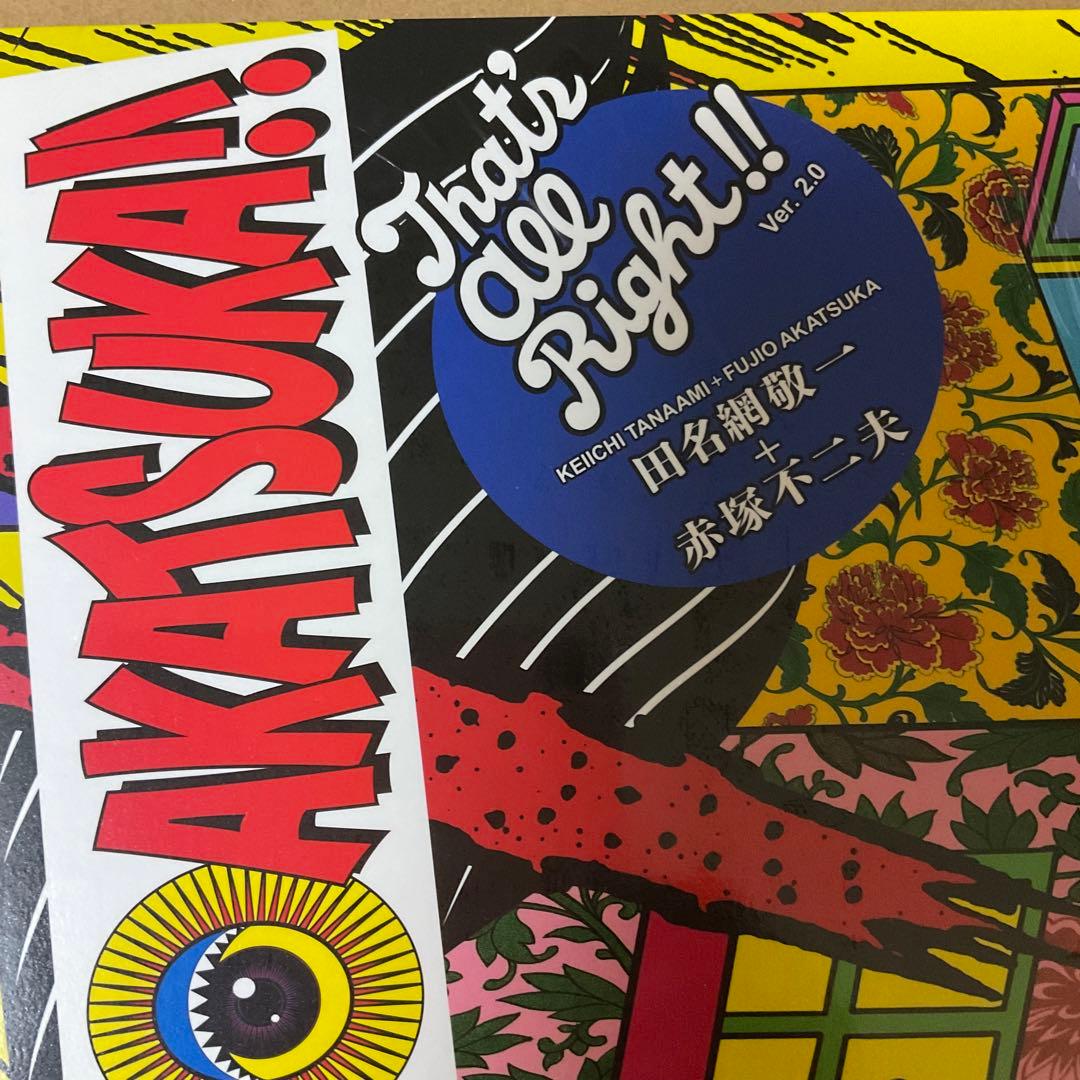 AKATSUKA!!
That's
all
Right!!
Ver. 2.0
KEIICHI TANAAMI + FUJIO AKATSUKA
田名網敬一
+
赤塚不二夫